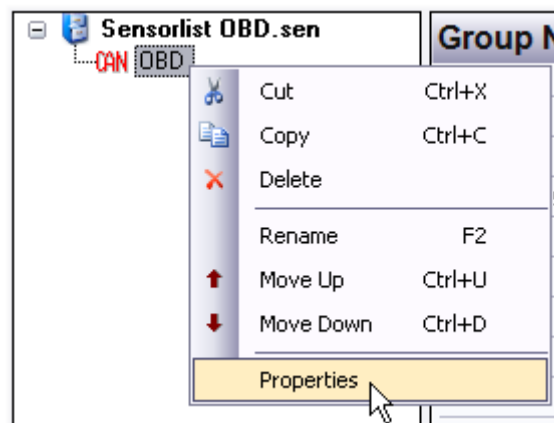 Sensorlist OBD.sen
CAN OBD
Group N
Cut Ctrl+X
Copy Ctrl+C
Delete
Rename F2
Move Up Ctrl+U
Move Down Ctrl+D
Properties